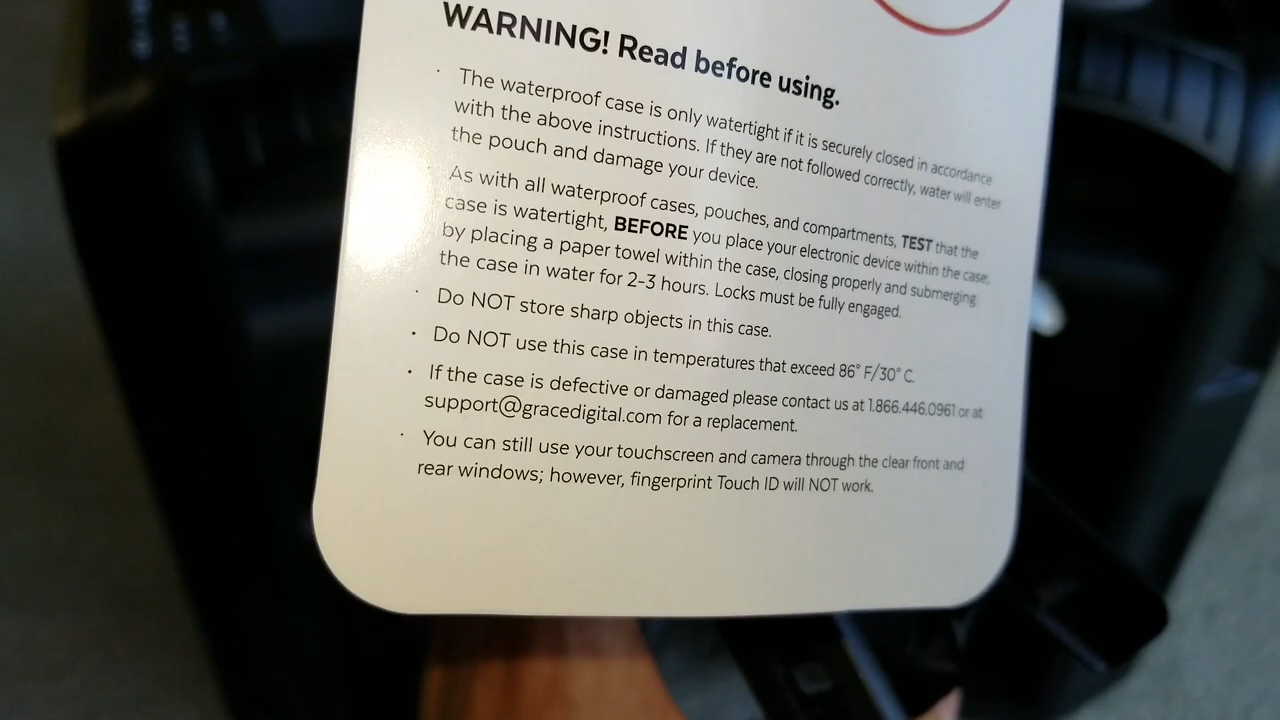 WARNING! Read before using.
· The waterproof case is only watertight if it is securely closed in accordance
with the above instructions. If they are not followed correctly, water will enter
the pouch and damage your device.
· As with all waterproof cases, pouches, and compartments, TEST that the
case is watertight, BEFORE you place your electronic device within the case,
by placing a paper towel within the case, closing properly and submerging
the case in water for 2-3 hours. Locks must be fully engaged.
· Do NOT store sharp objects in this case.
· Do NOT use this case in temperatures that exceed 86° F/30° C.
· If the case is defective or damaged please contact us at 1.866.446.0961 or at
support@gracedigital.com for a replacement.
· You can still use your touchscreen and camera through the clear front and
rear windows; however, fingerprint Touch ID will NOT work.